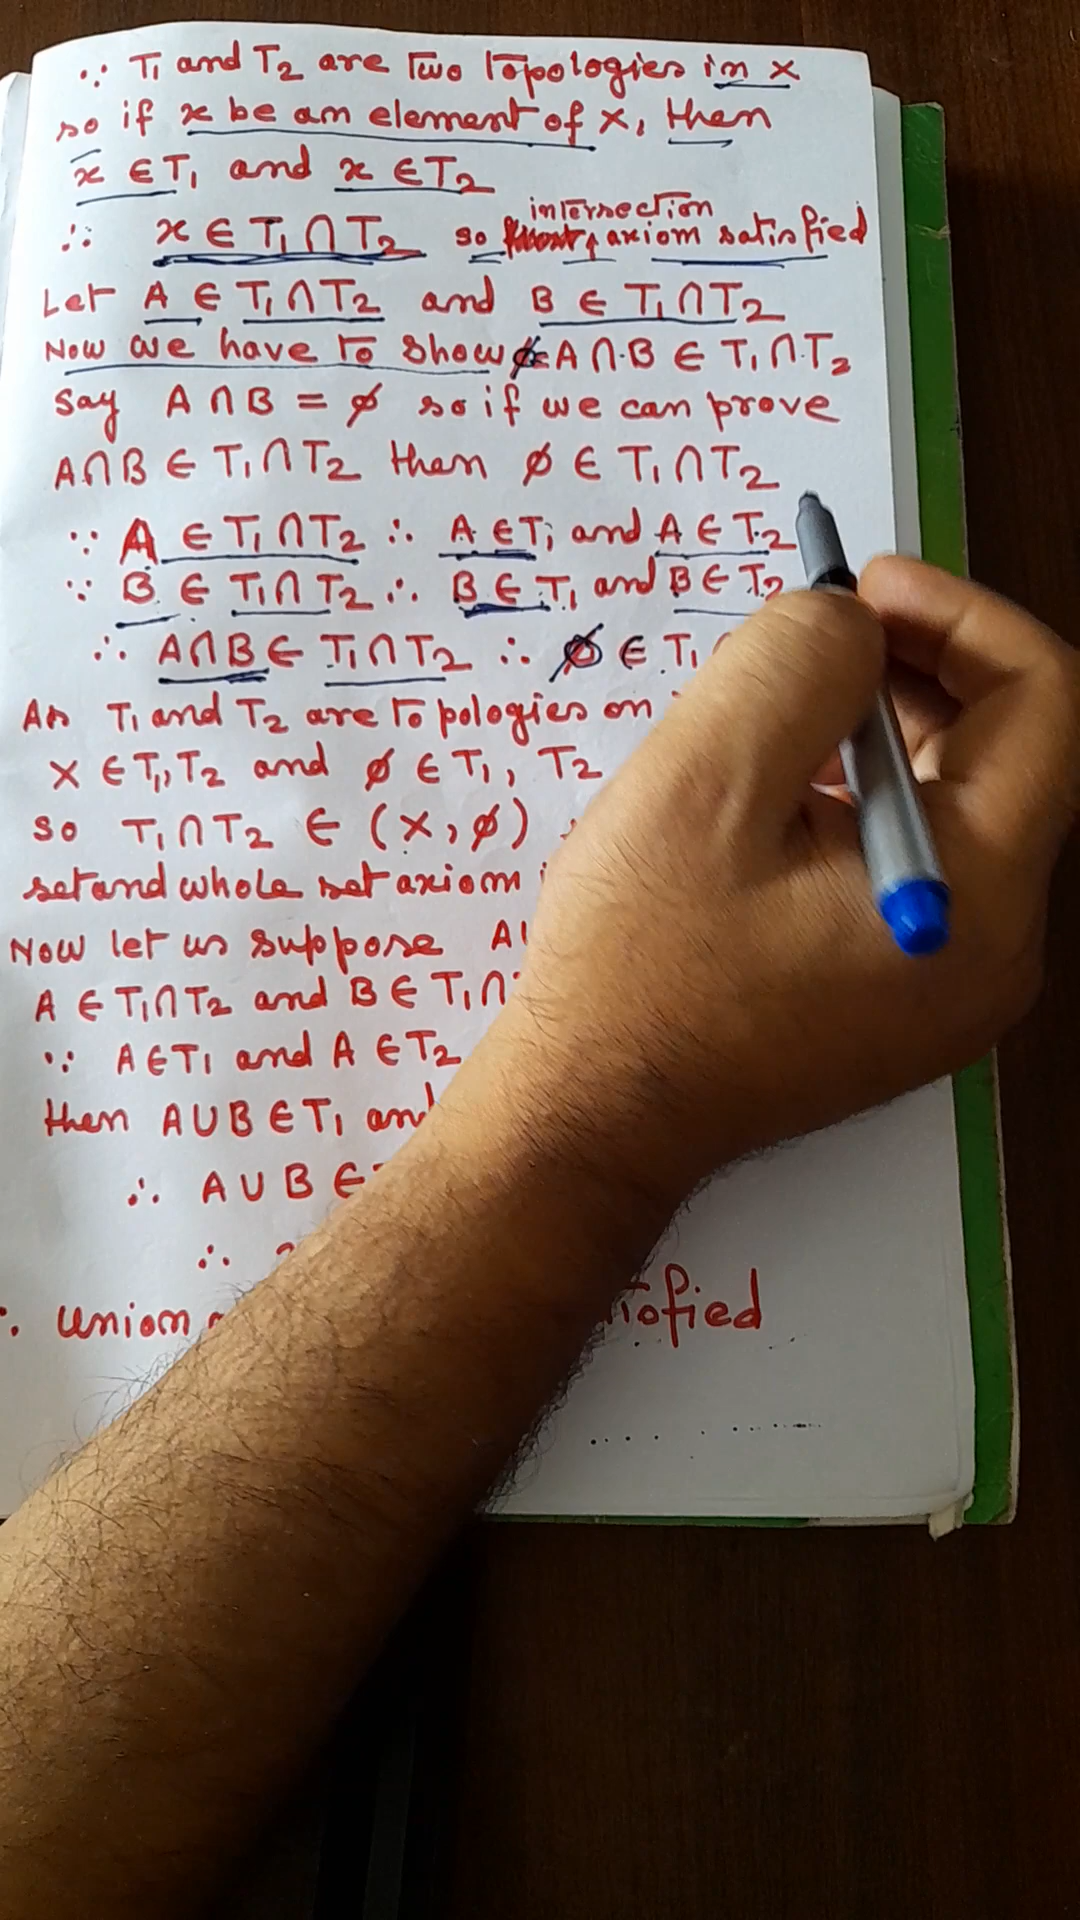 ∵ T₁ and T₂ are Two Topologies in X
so if x be an element of X, then
x ∈ T₁ and x ∈ T₂
intersection
∴ x ∈ T₁ ∩ T₂ so axiom satisfied
Let A ∈ T₁ ∩ T₂ and B ∈ T₁ ∩ T₂
Now we have to show A ∩ B ∈ T₁ ∩ T₂
Say A ∩ B = ϕ so if we can prove
A ∩ B ∈ T₁ ∩ T₂ then ϕ ∈ T₁ ∩ T₂
∵ A ∈ T₁ ∩ T₂ ∴ A ∈ T₁ and A ∈ T₂
∵ B ∈ T₁ ∩ T₂ ∴ B ∈ T₁ and B ∈ T₂
∴ A ∩ B ∈ T₁ ∩ T₂ ∴ ϕ ∈ T₁
As T₁ and T₂ are topologies on
X ∈ T₁, T₂ and ϕ ∈ T₁, T₂
so T₁ ∩ T₂ ∈ (X, ϕ)
set and whole set axiom
Now let us suppose A
A ∈ T₁ ∩ T₂ and B ∈ T₁ ∩
∵ A ∈ T₁ and A ∈ T₂
then A ∪ B ∈ T₁ and
∴ A ∪ B ∈
∴
∴ union